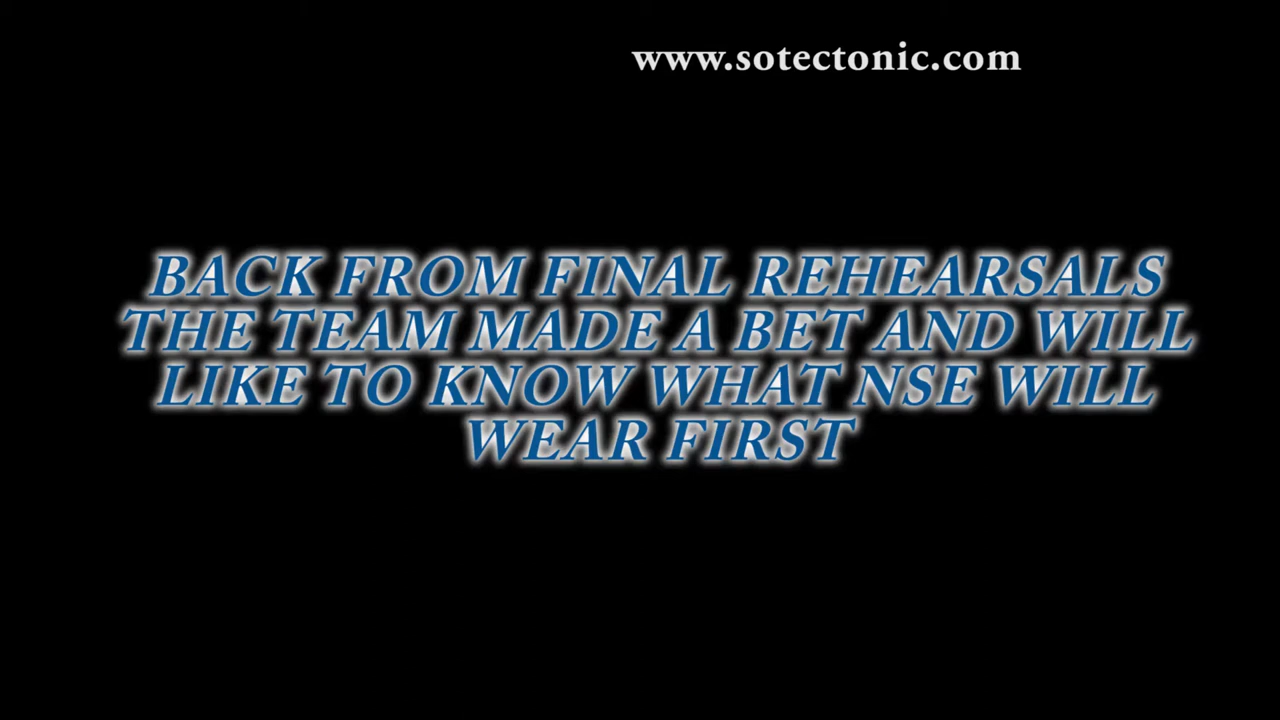 www.sotectonic.com
BACK FROM FINAL REHEARSALS
THE TEAM MADE A BET AND WILL
LIKE TO KNOW WHAT NSE WILL
WEAR FIRST